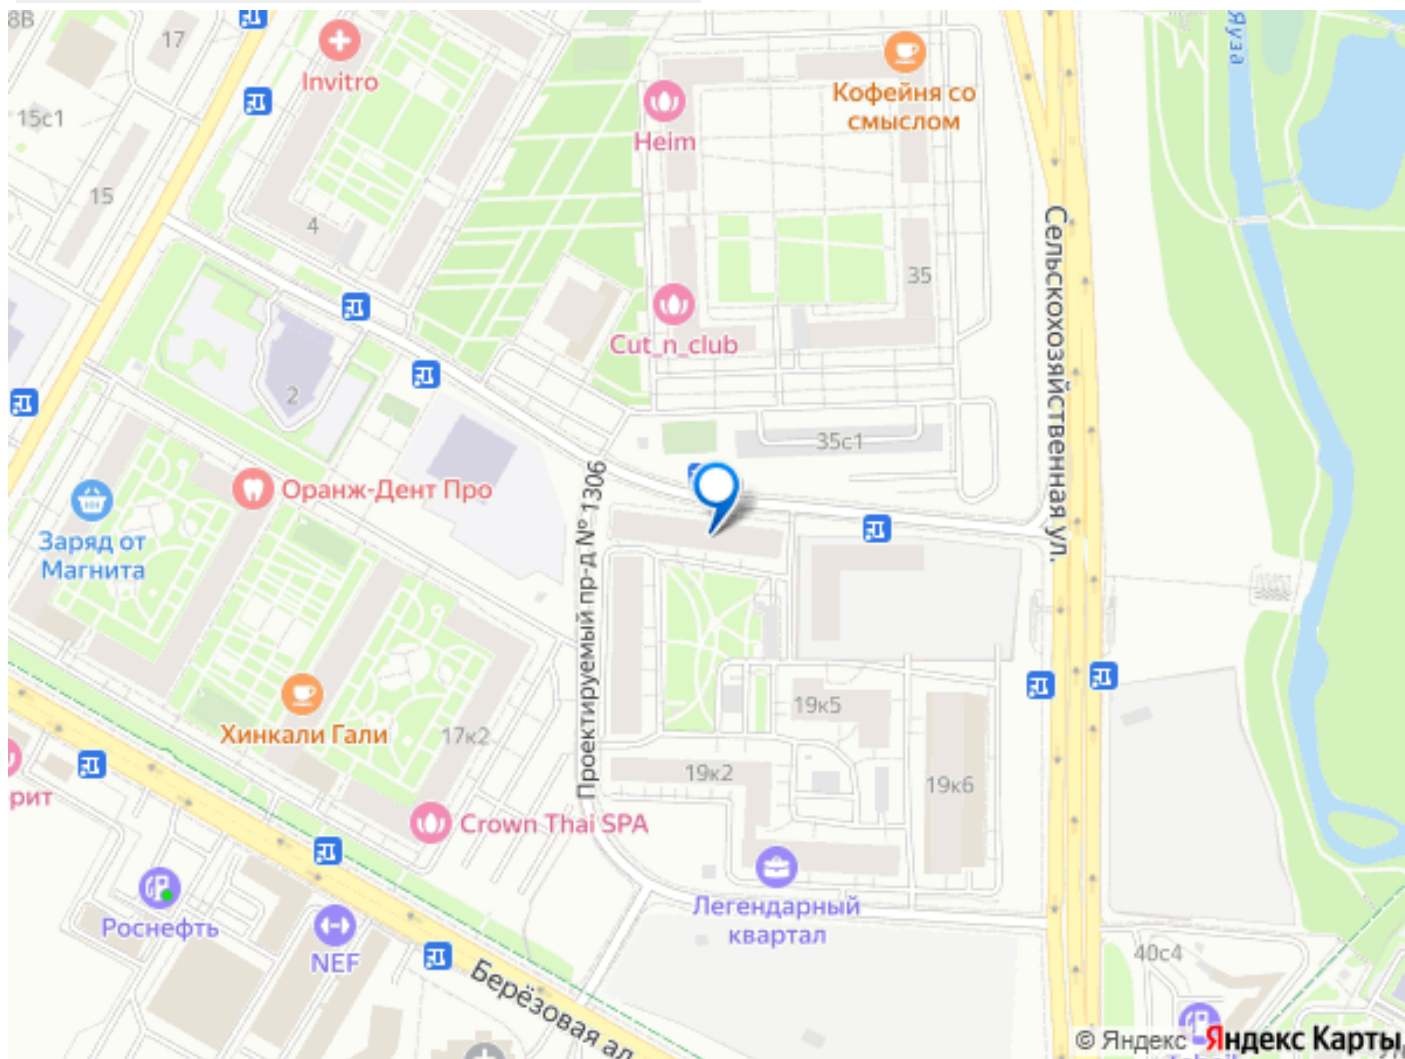 8В
17
Invitro
Кофейня со
смыслом
Яуза
15с1
Heim
15
4
Сельскохозяйственная ул.
35
Cut_n_club
2
35с1
Проектируемый пр-д № 1306
Оранж-Дент Про
Заряд от
Магнита
Хинкали Гали
17к2
19к5
19к2
19к6
рит
Crown Thai SPA
Легендарный
квартал
Роснефть
NEF
Берёзовая ал
40с4
© Яндекс Яндекс Карты